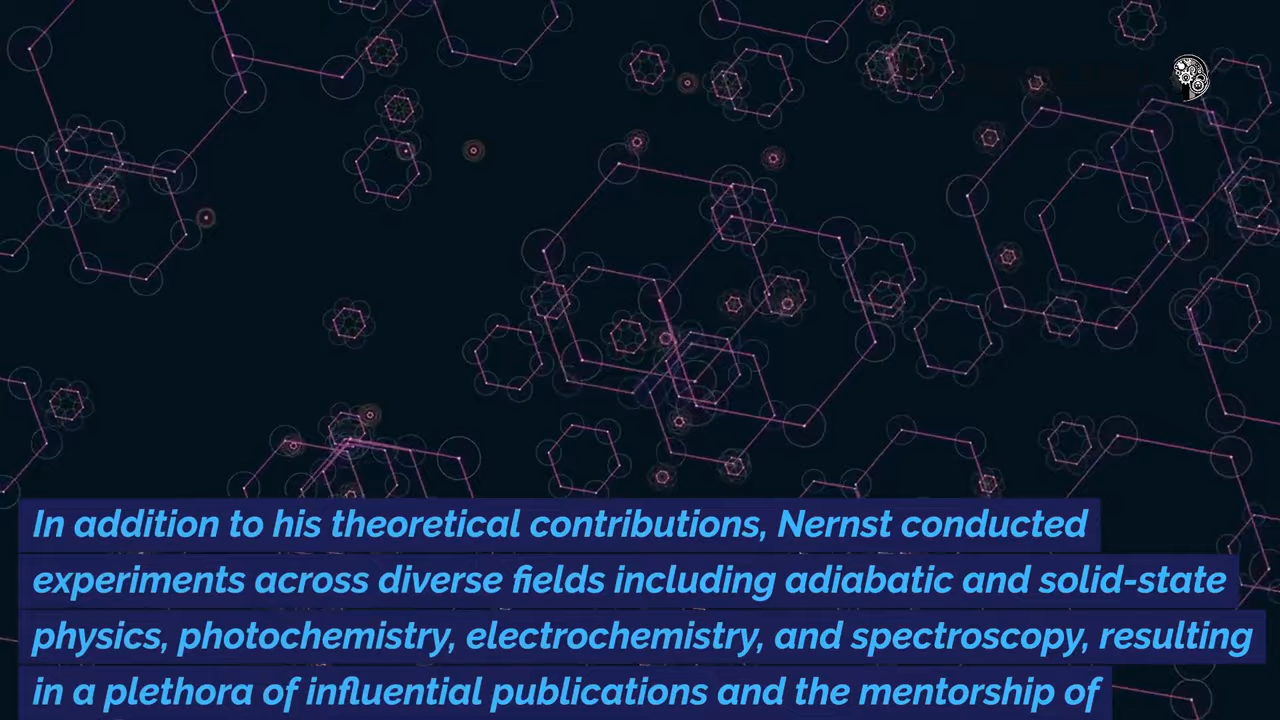 In addition to his theoretical contributions, Nernst conducted
experiments across diverse fields including adiabatic and solid-state
physics, photochemistry, electrochemistry, and spectroscopy, resulting
in a plethora of influential publications and the mentorship of